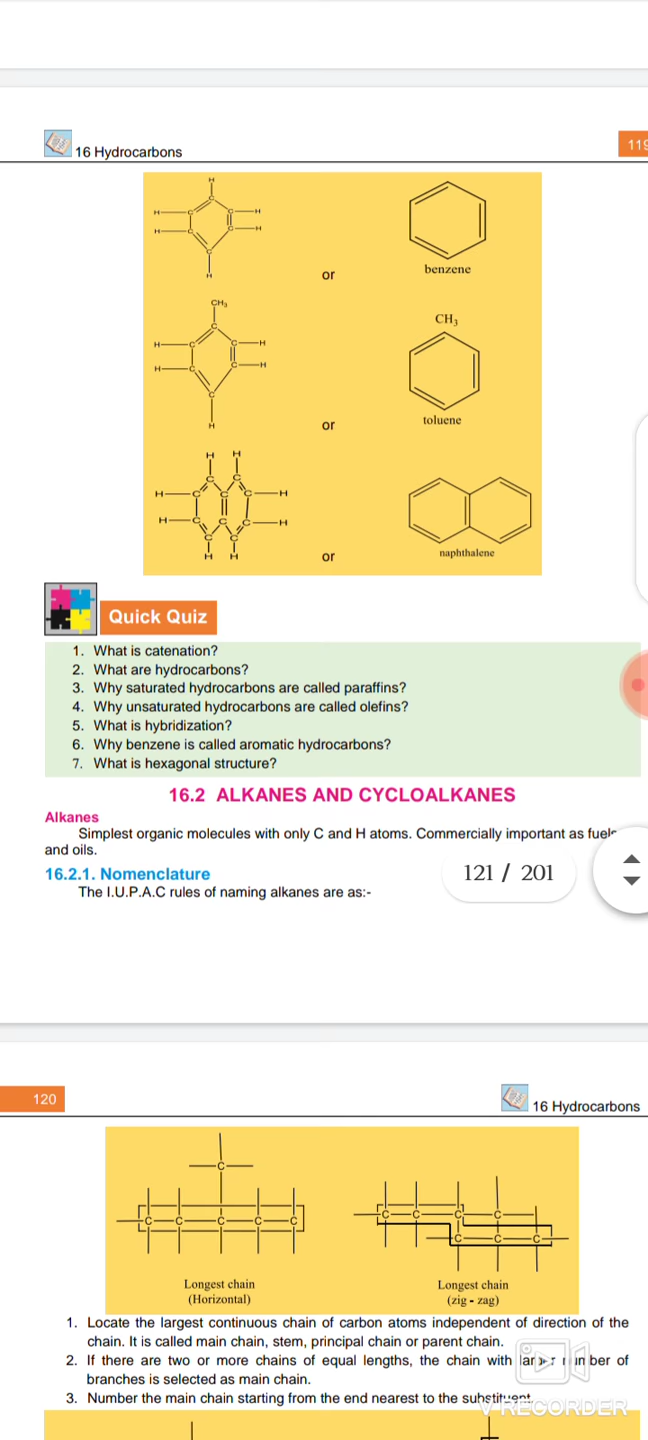 16 Hydrocarbons
119
H
C
H C C H
H C C H
C
H
or
benzene
CH₃
C
H C C H
H C C H
C
H
or
CH₃
toluene
H H
C C
H C C C H
H C C C H
C C
H H
or
naphthalene
Quick Quiz
1. What is catenation?
2. What are hydrocarbons?
3. Why saturated hydrocarbons are called paraffins?
4. Why unsaturated hydrocarbons are called olefins?
5. What is hybridization?
6. Why benzene is called aromatic hydrocarbons?
7. What is hexagonal structure?
16.2 ALKANES AND CYCLOALKANES
Alkanes
Simplest organic molecules with only C and H atoms. Commercially important as fuels
and oils.
16.2.1. Nomenclature
The I.U.P.A.C rules of naming alkanes are as:-
121 / 201
120
16 Hydrocarbons
C
C C C C C
C C C C
C C C
Longest chain
(Horizontal)
Longest chain
(zig - zag)
1. Locate the largest continuous chain of carbon atoms independent of direction of the
chain. It is called main chain, stem, principal chain or parent chain.
2. If there are two or more chains of equal lengths, the chain with larger number of
branches is selected as main chain.
3. Number the main chain starting from the end nearest to the substituent.
V RECORDER